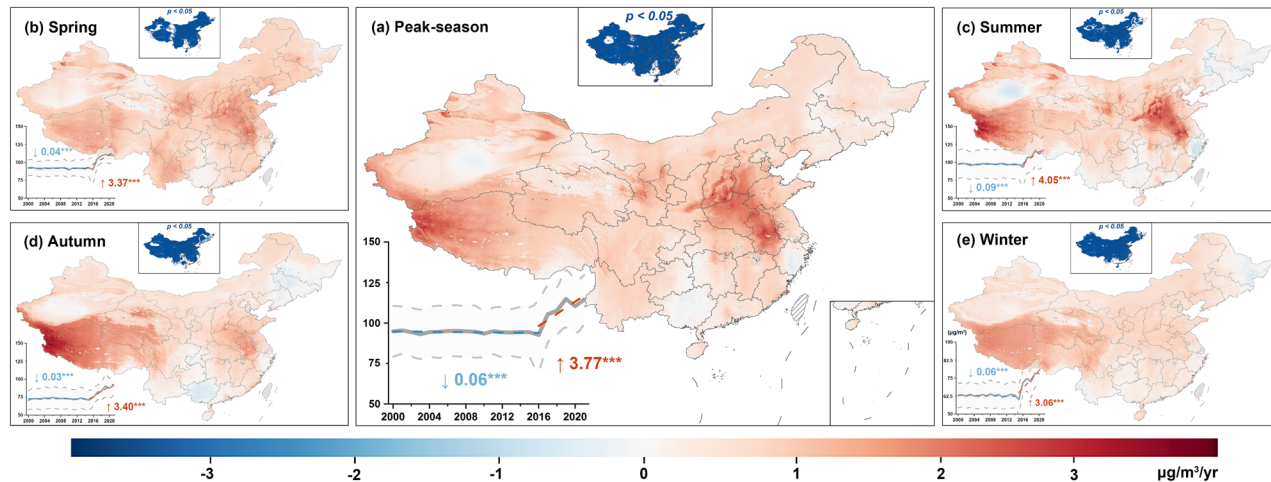 (b) Spring
p < 0.05
150
125
100
75
50
↓ 0.04***
↑ 3.37***
2000 2004 2008 2012 2016 2020
(a) Peak-season
p < 0.05
150
125
100
75
50
↓ 0.06***
↑ 3.77***
2000 2004 2008 2012 2016 2020
(c) Summer
p < 0.05
150
125
100
75
50
↓ 0.09***
↑ 4.05***
2000 2004 2008 2012 2016 2020
(d) Autumn
p < 0.05
150
125
100
75
50
↓ 0.03***
↑ 3.40***
2000 2004 2008 2012 2016 2020
(e) Winter
p < 0.05
(µg/m³)
100
82.5
62.5
50
↓ 0.06***
↑ 3.06***
2000 2004 2008 2012 2016 2020
-3 -2 -1 0 1 2 3 µg/m³/yr